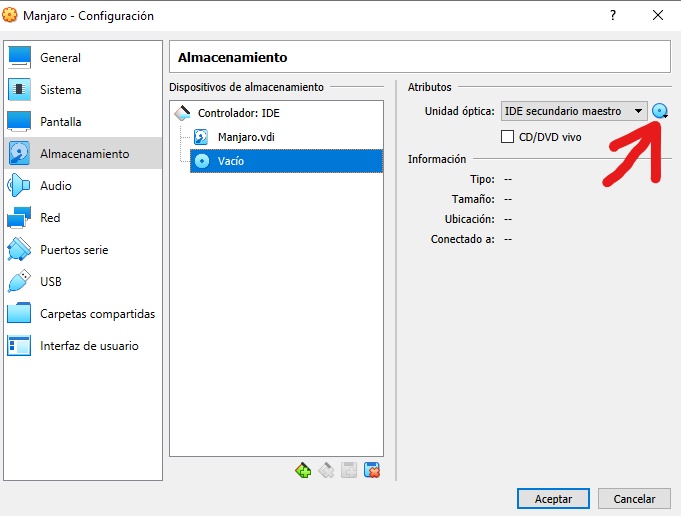 Manjaro - Configuración
?
General
Sistema
Pantalla
Almacenamiento
Audio
Red
Puertos serie
USB
Carpetas compartidas
Interfaz de usuario
Almacenamiento
Dispositivos de almacenamiento
Controlador: IDE
Manjaro.vdi
Vacío
Atributos
Unidad óptica: IDE secundario maestro
CD/DVD vivo
Información
Tipo: --
Tamaño: --
Ubicación: --
Conectado a: --
Aceptar Cancelar